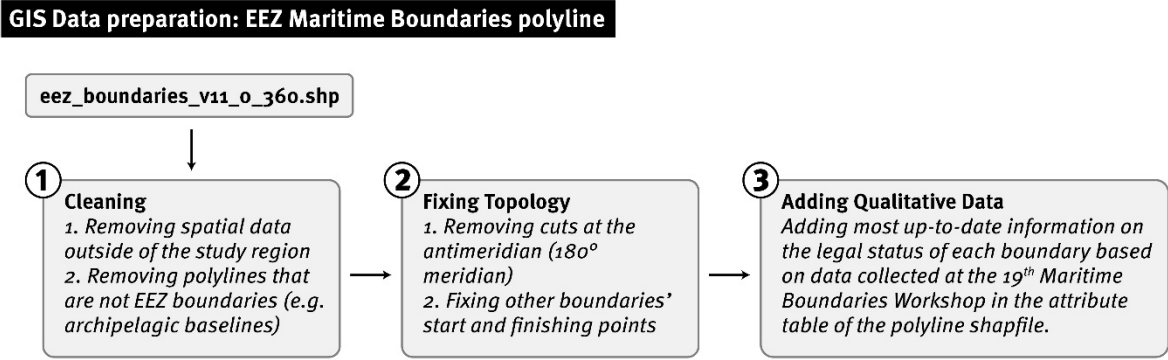 GIS Data preparation: EEZ Maritime Boundaries polyline
eez_boundaries_v11_0_360.shp
1
Cleaning
1. Removing spatial data
outside of the study region
2. Removing polylines that
are not EEZ boundaries (e.g.
archipelagic baselines)
2
Fixing Topology
1. Removing cuts at the
antimeridian (180°
meridian)
2. Fixing other boundaries’
start and finishing points
3
Adding Qualitative Data
Adding most up-to-date information on
the legal status of each boundary based
on data collected at the 19th Maritime
Boundaries Workshop in the attribute
table of the polyline shapfile.